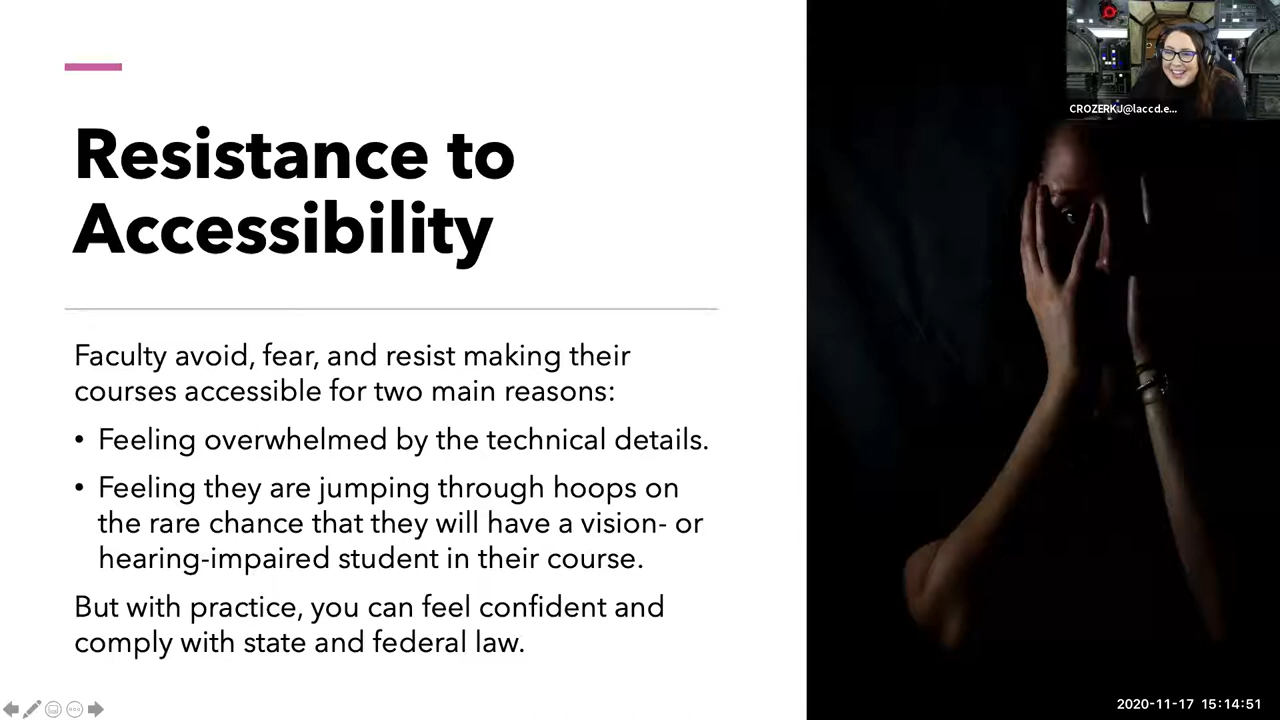 Resistance to
Accessibility
Faculty avoid, fear, and resist making their
courses accessible for two main reasons:
• Feeling overwhelmed by the technical details.
• Feeling they are jumping through hoops on
the rare chance that they will have a vision- or
hearing-impaired student in their course.
But with practice, you can feel confident and
comply with state and federal law.
CROZERKJ@laccd.e...
2020-11-17 15:14:51